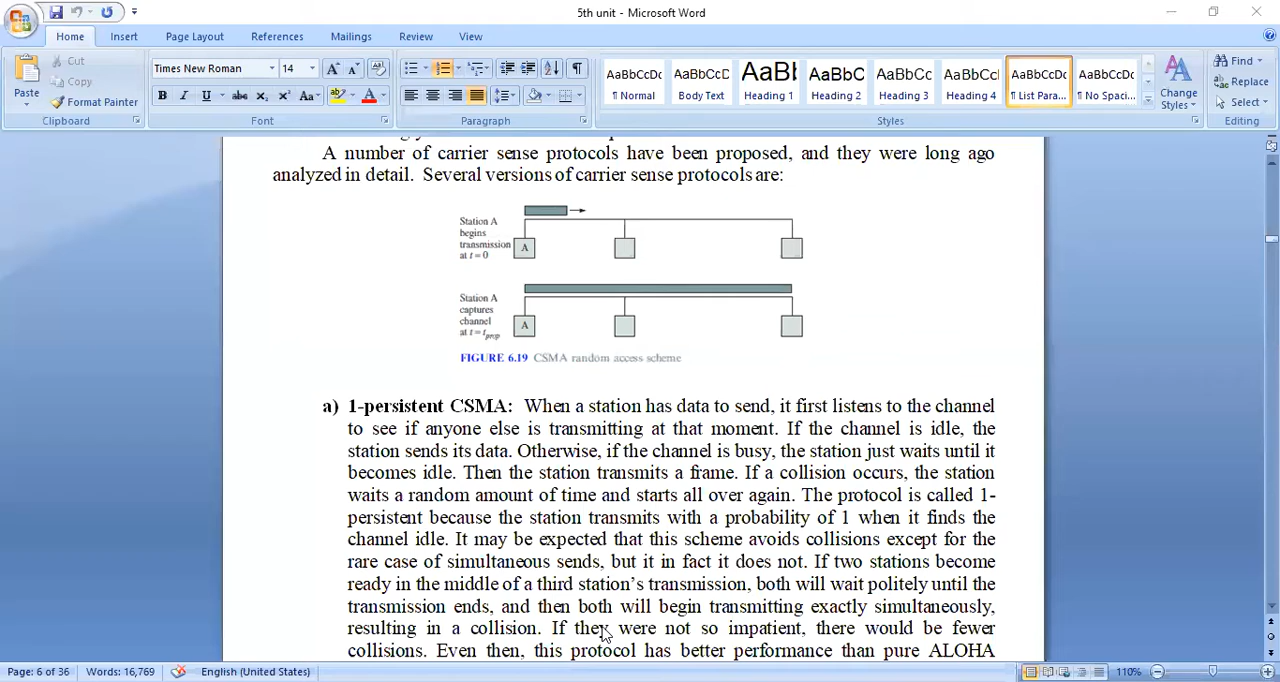 5th unit - Microsoft Word
Home Insert Page Layout References Mailings Review View
Paste
Cut
Copy
Format Painter
Clipboard
Times New Roman 14
B I U abc x₂ x² Aa
Font
Paragraph
AaBbCcDc AaBbCcD AaBb AaBbC AaBbCc AaBbCcI AaBbCcDc AaBbCcDc
¶ Normal Body Text Heading 1 Heading 2 Heading 3 Heading 4 ¶ List Para... ¶ No Spaci...
Change Styles
Styles
Find
Replace
Select
Editing
A number of carrier sense protocols have been proposed, and they were long ago
analyzed in detail. Several versions of carrier sense protocols are:
Station A
begins
transmission
at t = 0
A
Station A
captures
channel
at t = tprop
A
FIGURE 6.19 CSMA random access scheme
a) 1-persistent CSMA: When a station has data to send, it first listens to the channel
to see if anyone else is transmitting at that moment. If the channel is idle, the
station sends its data. Otherwise, if the channel is busy, the station just waits until it
becomes idle. Then the station transmits a frame. If a collision occurs, the station
waits a random amount of time and starts all over again. The protocol is called 1-
persistent because the station transmits with a probability of 1 when it finds the
channel idle. It may be expected that this scheme avoids collisions except for the
rare case of simultaneous sends, but it in fact it does not. If two stations become
ready in the middle of a third station's transmission, both will wait politely until the
transmission ends, and then both will begin transmitting exactly simultaneously,
resulting in a collision. If they were not so impatient, there would be fewer
collisions. Even then, this protocol has better performance than pure ALOHA
Page: 6 of 36 Words: 16,769 English (United States) 110%